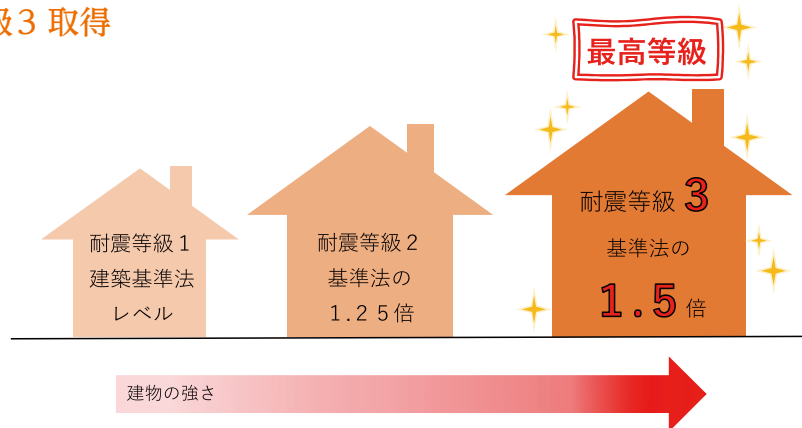 級3 取得
最高等級
耐震等級1
建築基準法
レベル
耐震等級2
基準法の
1.25倍
耐震等級 3
基準法の
1.5倍
建物の強さ